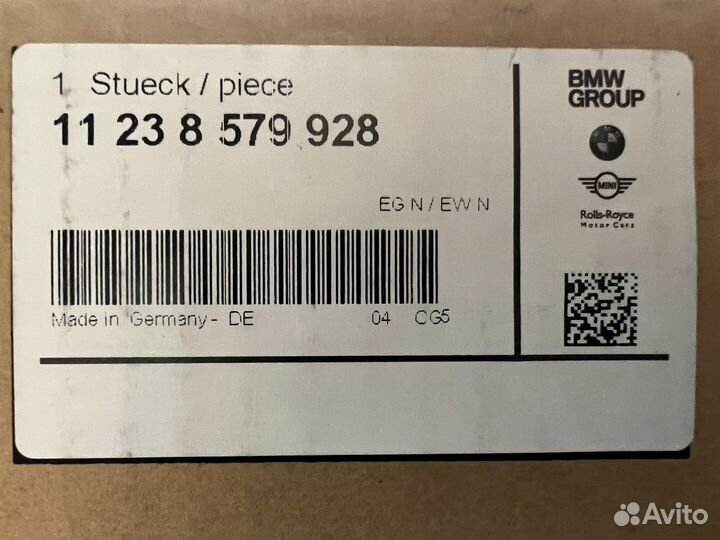 1 Stueck / piece
11 23 8 579 928
EG N / EW N
Made in Germany - DE 04 CG5
BMW
GROUP
MINI
Rolls-Royce
Motor Cars
Avito